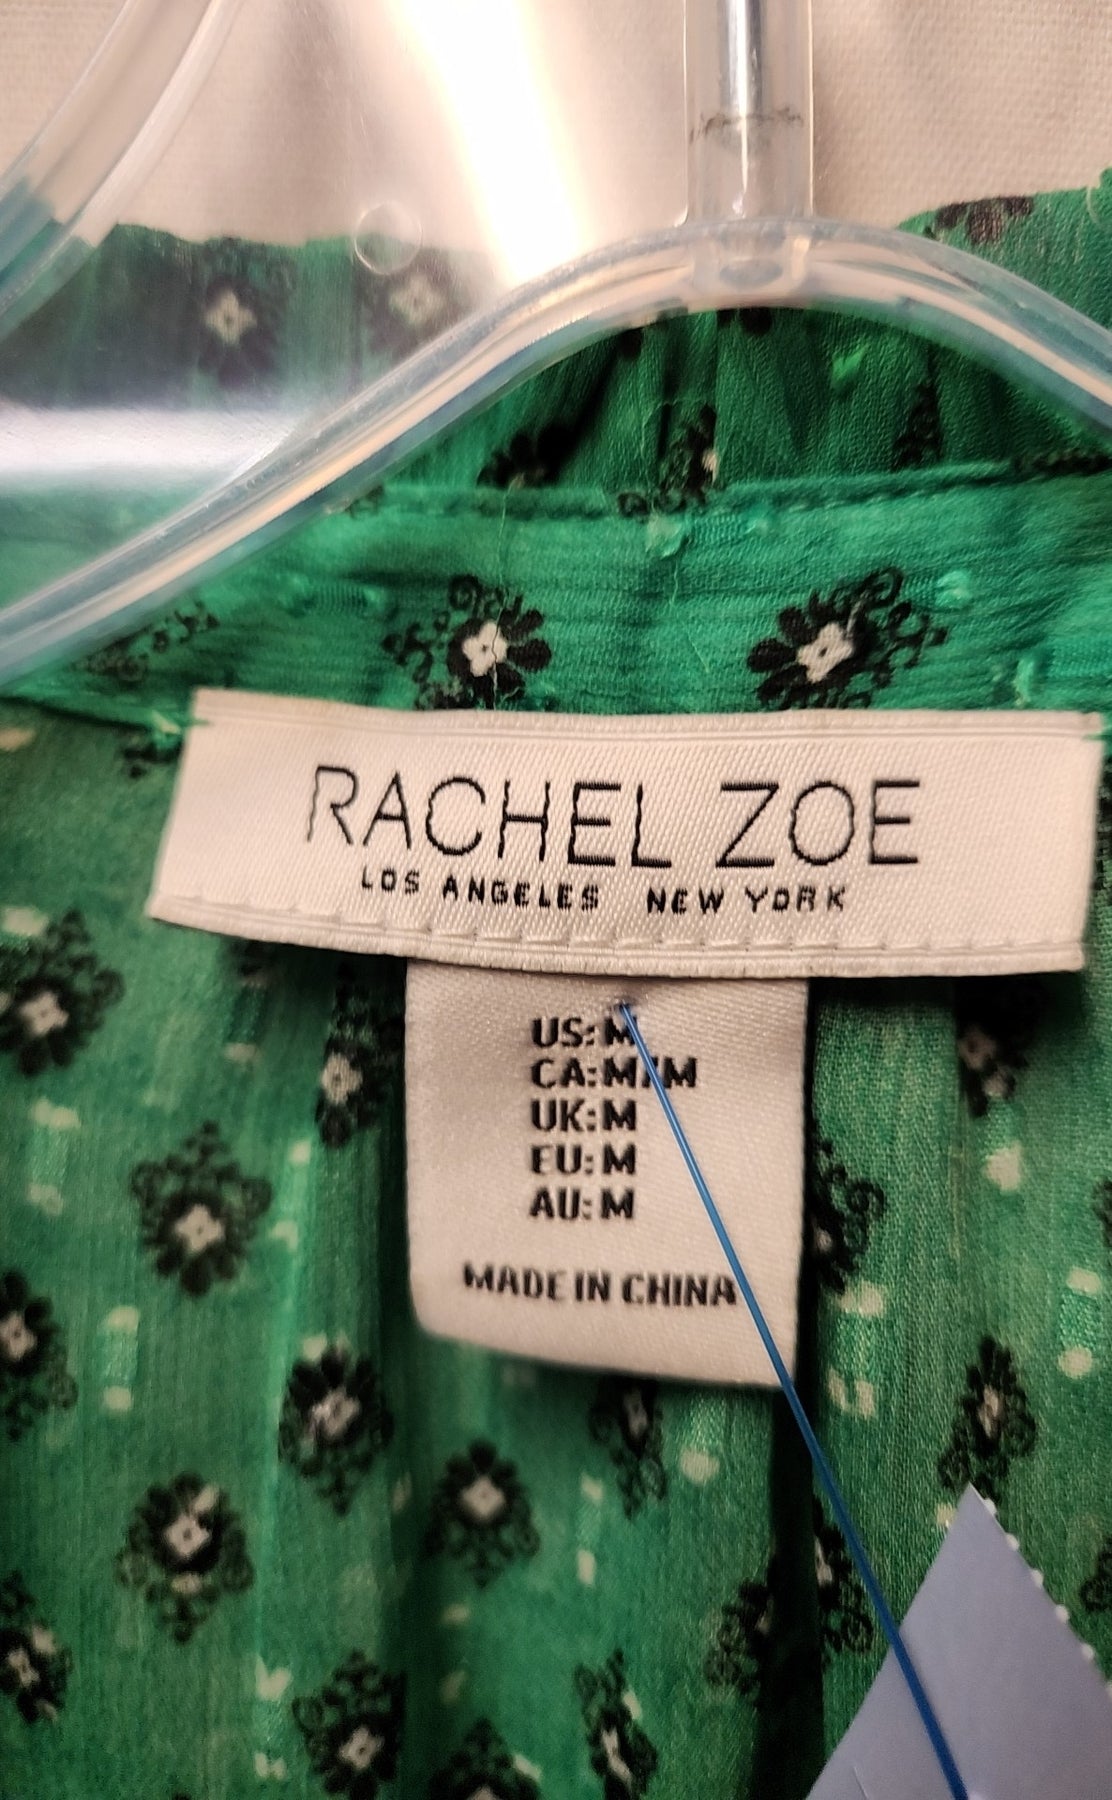 RACHEL ZOE
LOS ANGELES NEW YORK
US: M
CA: M/M
UK: M
EU: M
AU: M
MADE IN CHINA